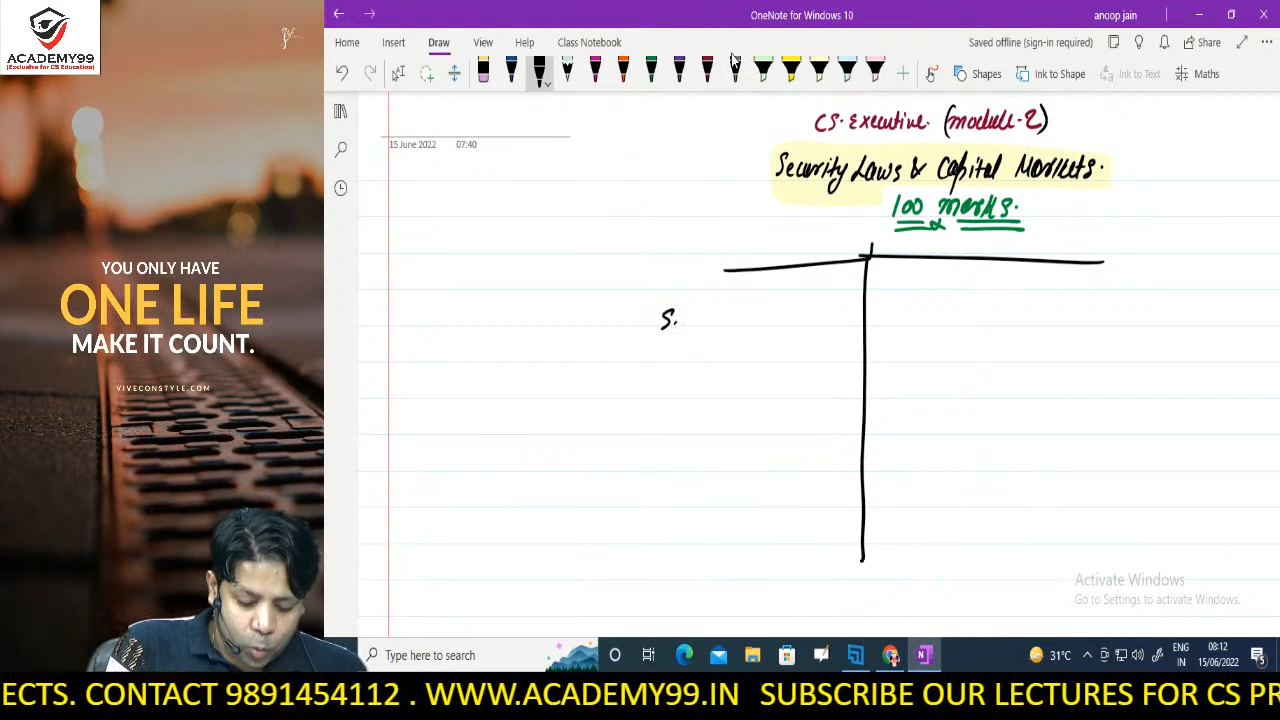 ACADEMY99
(Exclusive for CS Education)
YOU ONLY HAVE
ONE LIFE
MAKE IT COUNT.
VIVECONSTYLE.COM
OneNote for Windows 10
anoop jain
Home Insert Draw View Help Class Notebook
Saved offline (sign-in required)
Share
Shapes
Ink to Shape
Ink to Text
Maths
15 June 2022 07:40
CS. Executive. (module-2)
Security Laws & Capital Markets.
100 marks.
S.
Activate Windows
Go to Settings to activate Windows.
Type here to search
31°C
ENG
IN
08:12
15/06/2022
5
ECTS. CONTACT 9891454112 . WWW.ACADEMY99.IN SUBSCRIBE OUR LECTURES FOR CS PR